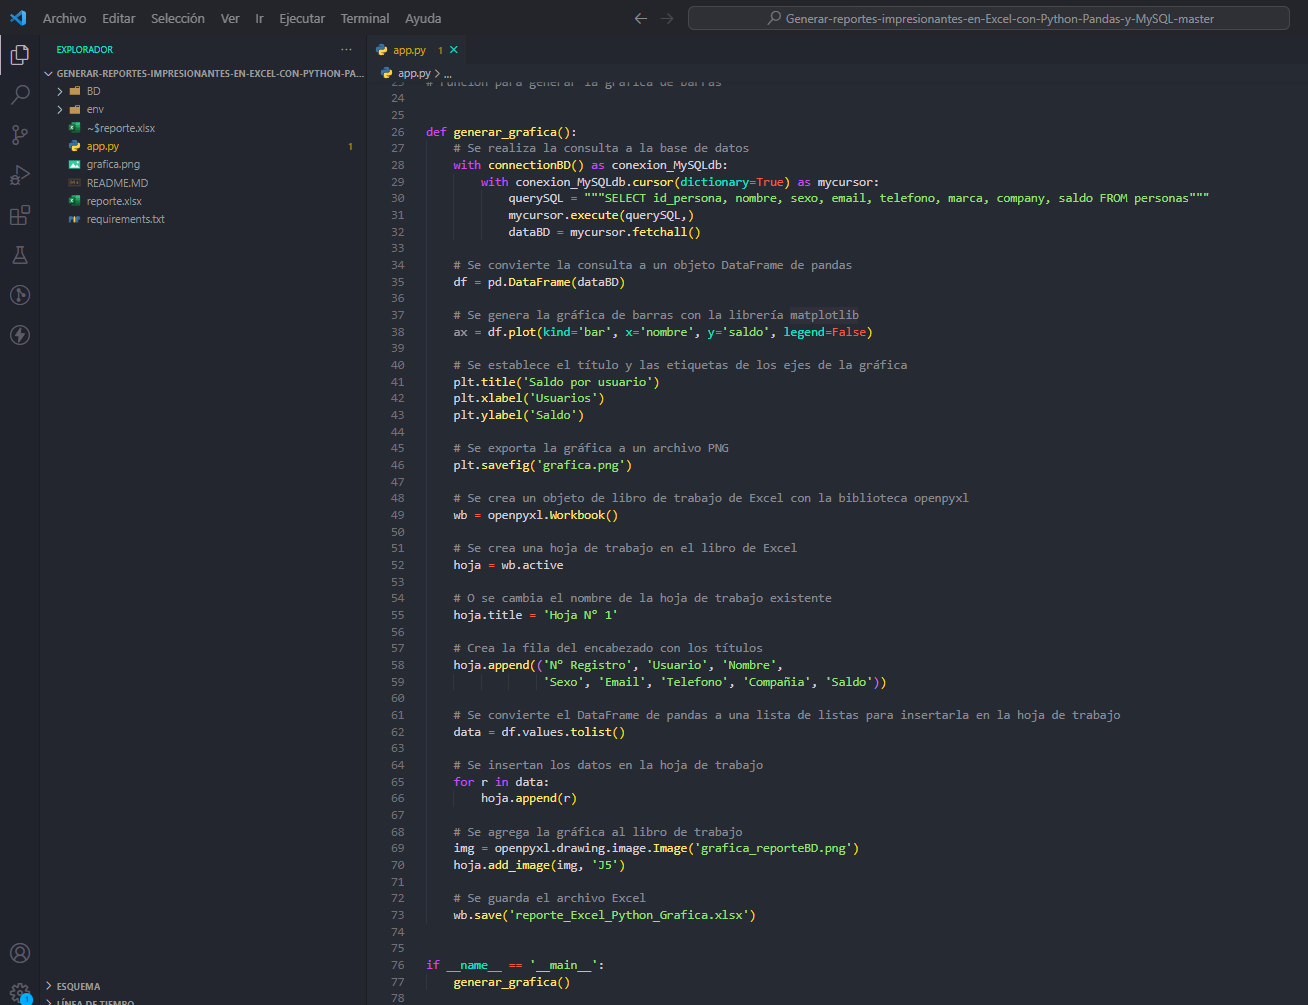 Archivo Editar Selección Ver Ir Ejecutar Terminal Ayuda
Generar-reportes-impresionantes-en-Excel-con-Python-Pandas-y-MySQL-master
EXPLORADOR
GENERAR-REPORTES-IMPRESIONANTES-EN-EXCEL-CON-PYTHON-PA...
BD
env
~$reporte.xlsx
app.py 1
grafica.png
README.MD
reporte.xlsx
requirements.txt
ESQUEMA
LÍNEA DE TIEMPO
1
app.py 1
app.py > ...
23 # Función para generar la gráfica de barras
24
25
26 def generar_grafica():
27     # Se realiza la consulta a la base de datos
28     with connectionBD() as conexion_MySQLdb:
29         with conexion_MySQLdb.cursor(dictionary=True) as mycursor:
30             querySQL = """SELECT id_persona, nombre, sexo, email, telefono, marca, company, saldo FROM personas"""
31             mycursor.execute(querySQL,)
32             dataBD = mycursor.fetchall()
33
34     # Se convierte la consulta a un objeto DataFrame de pandas
35     df = pd.DataFrame(dataBD)
36
37     # Se genera la gráfica de barras con la librería matplotlib
38     ax = df.plot(kind='bar', x='nombre', y='saldo', legend=False)
39
40     # Se establece el título y las etiquetas de los ejes de la gráfica
41     plt.title('Saldo por usuario')
42     plt.xlabel('Usuarios')
43     plt.ylabel('Saldo')
44
45     # Se exporta la gráfica a un archivo PNG
46     plt.savefig('grafica.png')
47
48     # Se crea un objeto de libro de trabajo de Excel con la biblioteca openpyxl
49     wb = openpyxl.Workbook()
50
51     # Se crea una hoja de trabajo en el libro de Excel
52     hoja = wb.active
53
54     # O se cambia el nombre de la hoja de trabajo existente
55     hoja.title = 'Hoja Nº 1'
56
57     # Crea la fila del encabezado con los títulos
58     hoja.append(('Nº Registro', 'Usuario', 'Nombre',
59                  'Sexo', 'Email', 'Telefono', 'Compañia', 'Saldo'))
60
61     # Se convierte el DataFrame de pandas a una lista de listas para insertarla en la hoja de trabajo
62     data = df.values.tolist()
63
64     # Se insertan los datos en la hoja de trabajo
65     for r in data:
66         hoja.append(r)
67
68     # Se agrega la gráfica al libro de trabajo
69     img = openpyxl.drawing.image.Image('grafica_reporteBD.png')
70     hoja.add_image(img, 'J5')
71
72     # Se guarda el archivo Excel
73     wb.save('reporte_Excel_Python_Grafica.xlsx')
74
75
76 if __name__ == '__main__':
77     generar_grafica()
78